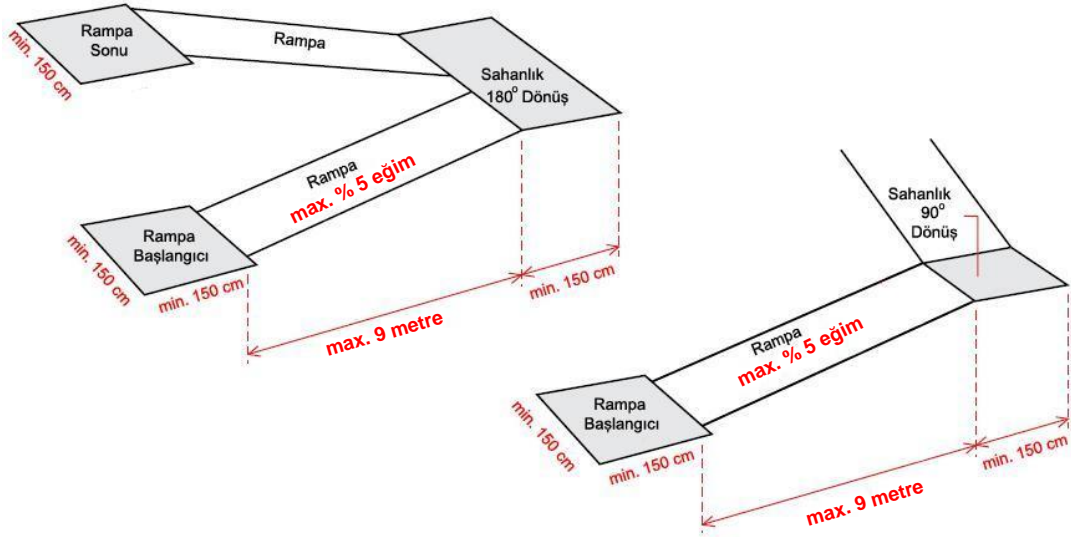 Rampa
Sonu
min. 150 cm
Rampa
Sahanlık
180° Dönüş
Rampa
max. % 5 eğim
Rampa
Başlangıcı
min. 150 cm
min. 150 cm
max. 9 metre
min. 150 cm
Sahanlık
90°
Dönüş
Rampa
max. % 5 eğim
Rampa
Başlangıcı
min. 150 cm
min. 150 cm
max. 9 metre
min. 150 cm